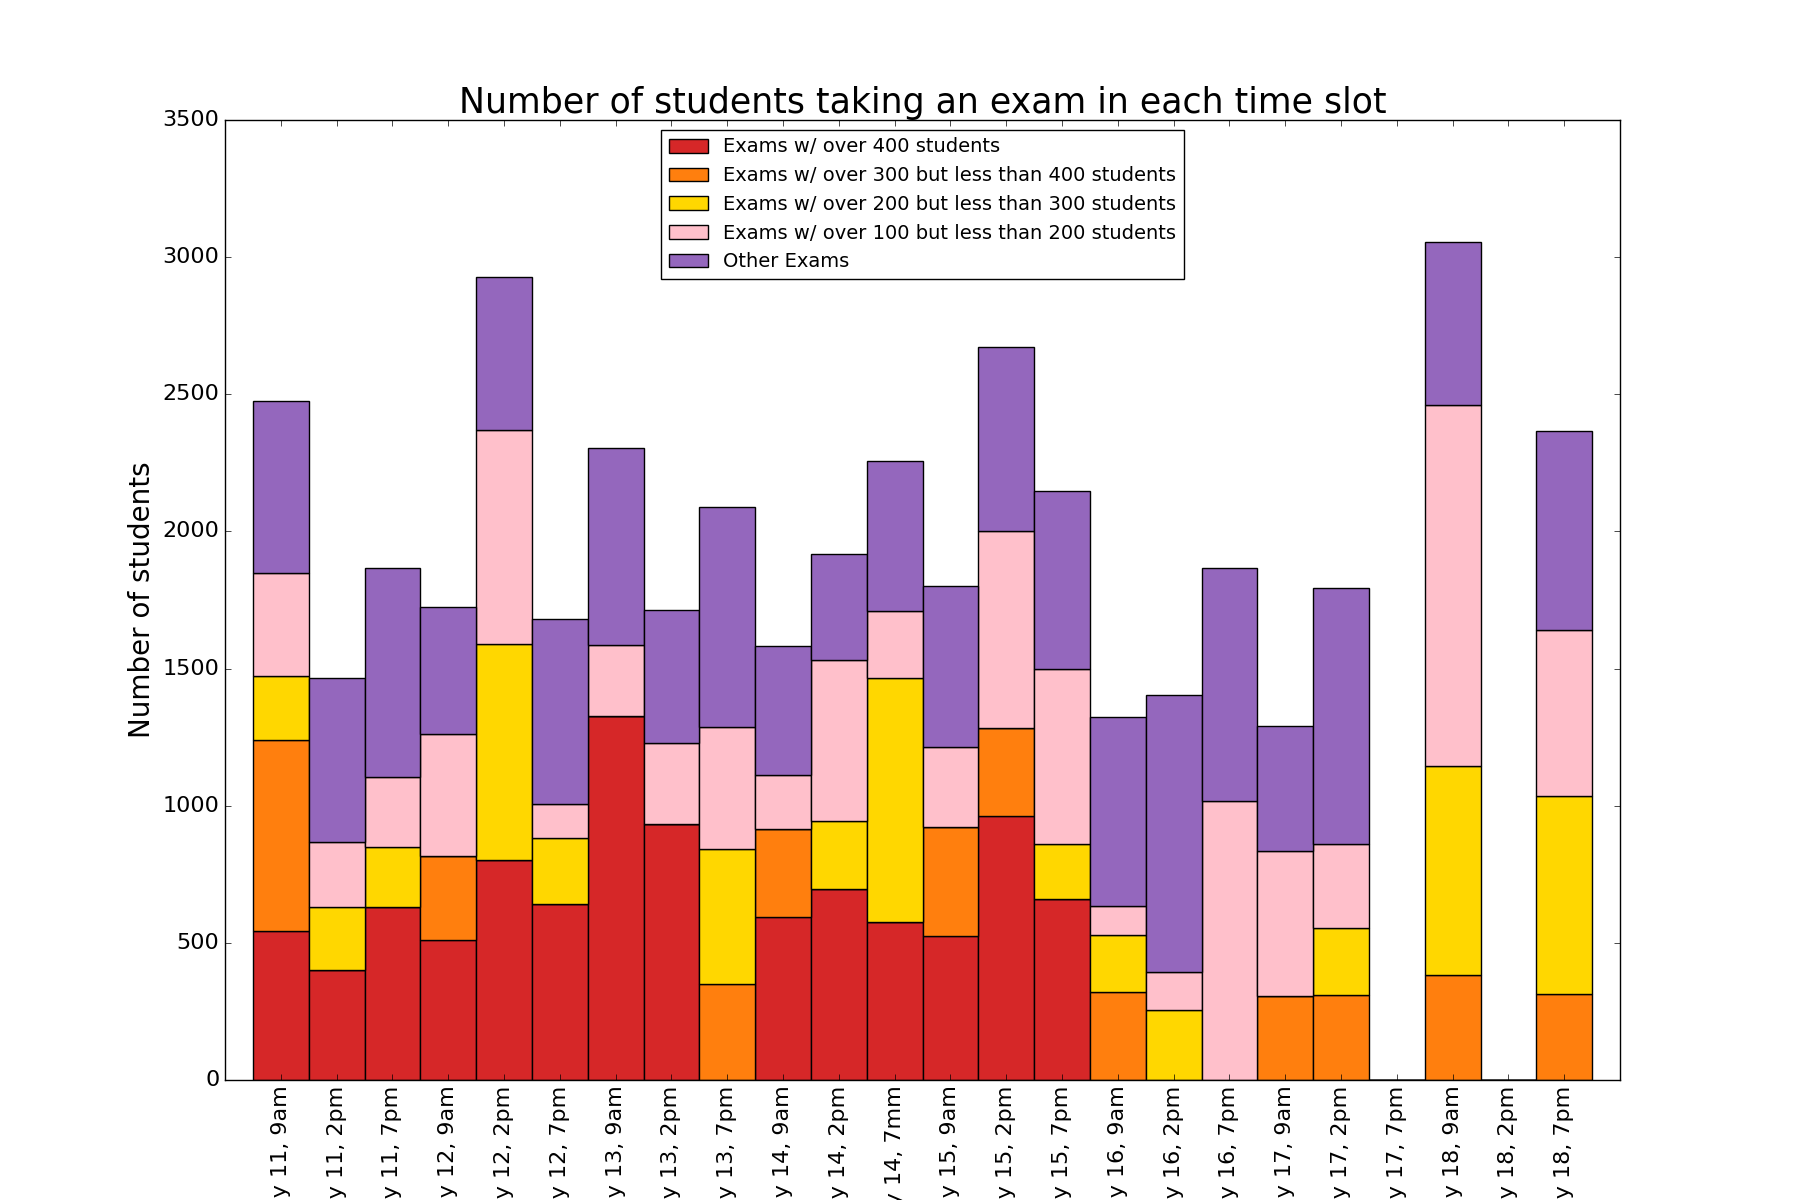 Number of students taking an exam in each time slot
Exams w/ over 400 students
Exams w/ over 300 but less than 400 students
Exams w/ over 200 but less than 300 students
Exams w/ over 100 but less than 200 students
Other Exams
Number of students
3500
3000
2500
2000
1500
1000
500
0
y 11, 9am
y 11, 2pm
y 11, 7pm
y 12, 9am
y 12, 2pm
y 12, 7pm
y 13, 9am
y 13, 2pm
y 13, 7pm
y 14, 9am
y 14, 2pm
y 14, 7mm
y 15, 9am
y 15, 2pm
y 15, 7pm
y 16, 9am
y 16, 2pm
y 16, 7pm
y 17, 9am
y 17, 2pm
y 17, 7pm
y 18, 9am
y 18, 2pm
y 18, 7pm